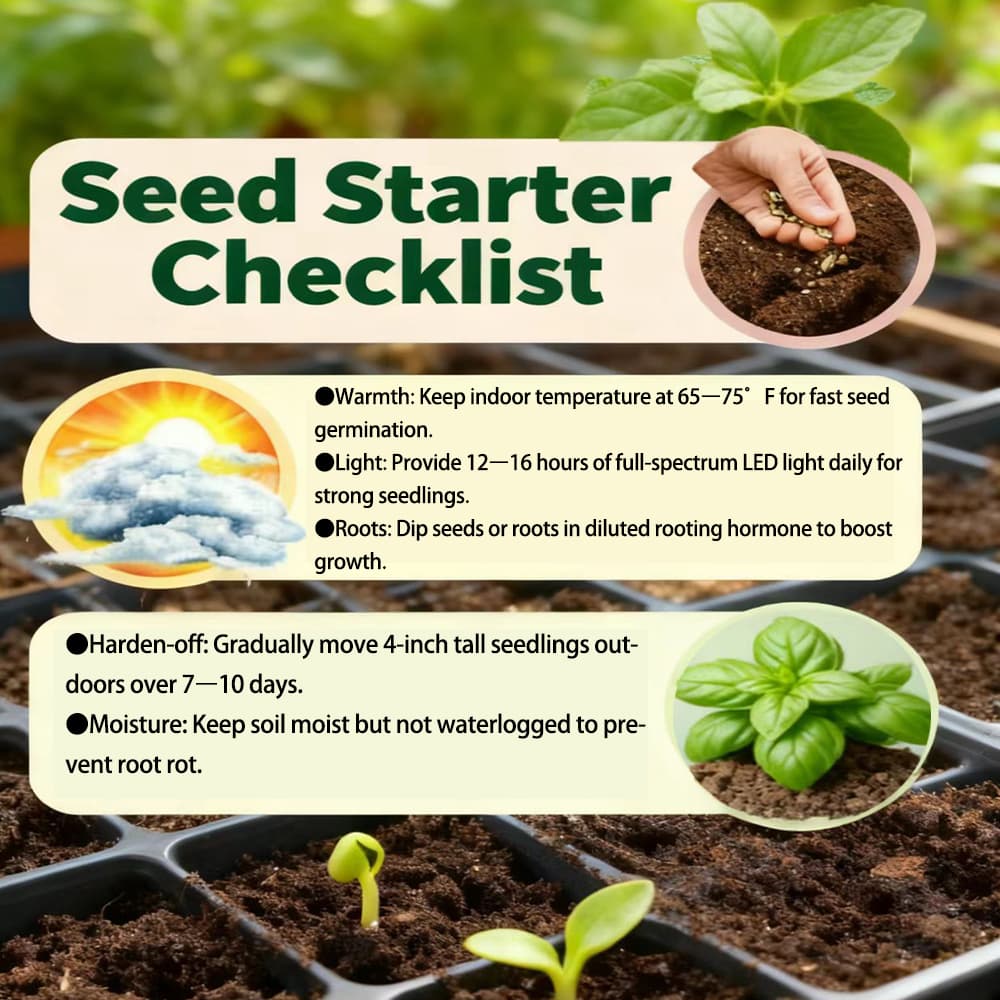 Seed Starter
Checklist
●Warmth: Keep indoor temperature at 65—75°F for fast seed
germination.
●Light: Provide 12—16 hours of full-spectrum LED light daily for
strong seedlings.
●Roots: Dip seeds or roots in diluted rooting hormone to boost
growth.
●Harden-off: Gradually move 4-inch tall seedlings out-
doors over 7—10 days.
●Moisture: Keep soil moist but not waterlogged to pre-
vent root rot.